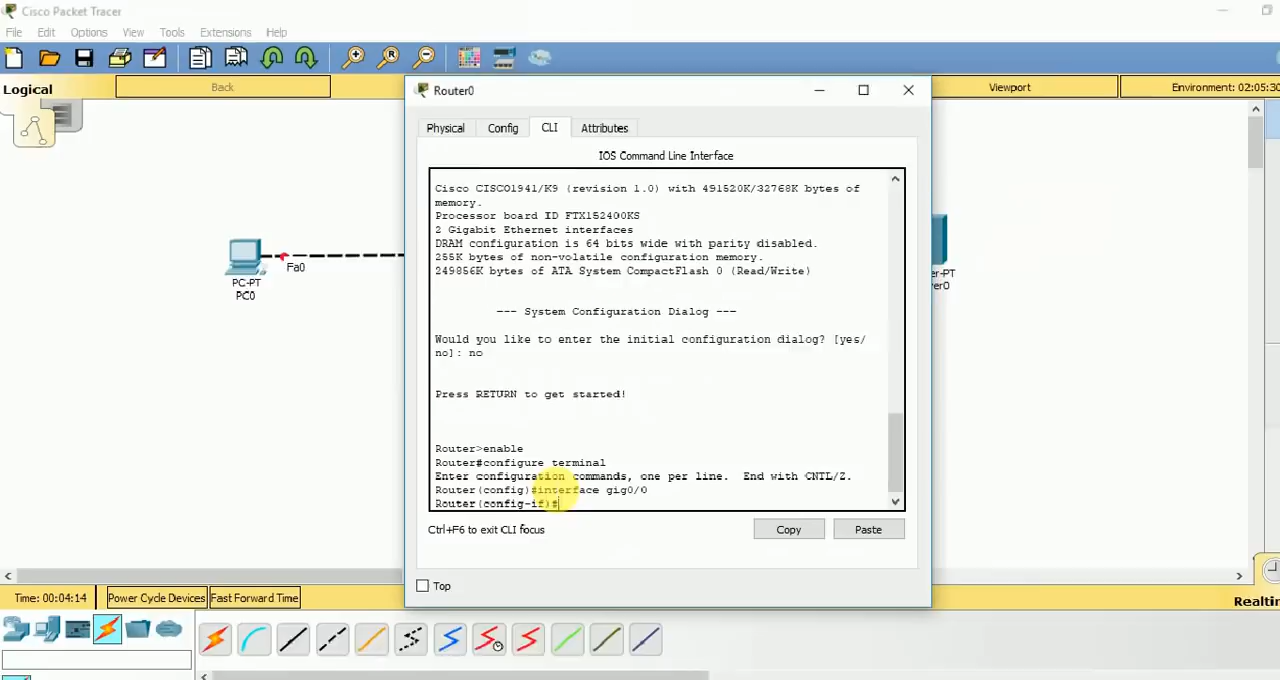 Cisco Packet Tracer
File Edit Options View Tools Extensions Help
Logical
Back
Viewport
Environment: 02:05:30
Router0
Physical Config CLI Attributes
IOS Command Line Interface
Cisco CISCO1941/K9 (revision 1.0) with 491520K/32768K bytes of
memory.
Processor board ID FTX152400KS
2 Gigabit Ethernet interfaces
DRAM configuration is 64 bits wide with parity disabled.
255K bytes of non-volatile configuration memory.
249856K bytes of ATA System CompactFlash 0 (Read/Write)
--- System Configuration Dialog ---
Would you like to enter the initial configuration dialog? [yes/
no]: no
Press RETURN to get started!
Router>enable
Router#configure terminal
Enter configuration commands, one per line. End with CNTL/Z.
Router(config)#interface gig0/0
Router(config-if)#
Ctrl+F6 to exit CLI focus
Copy
Paste
Top
Fa0
PC-PT
PC0
er-PT
ver0
Time: 00:04:14
Power Cycle Devices
Fast Forward Time
Realtin